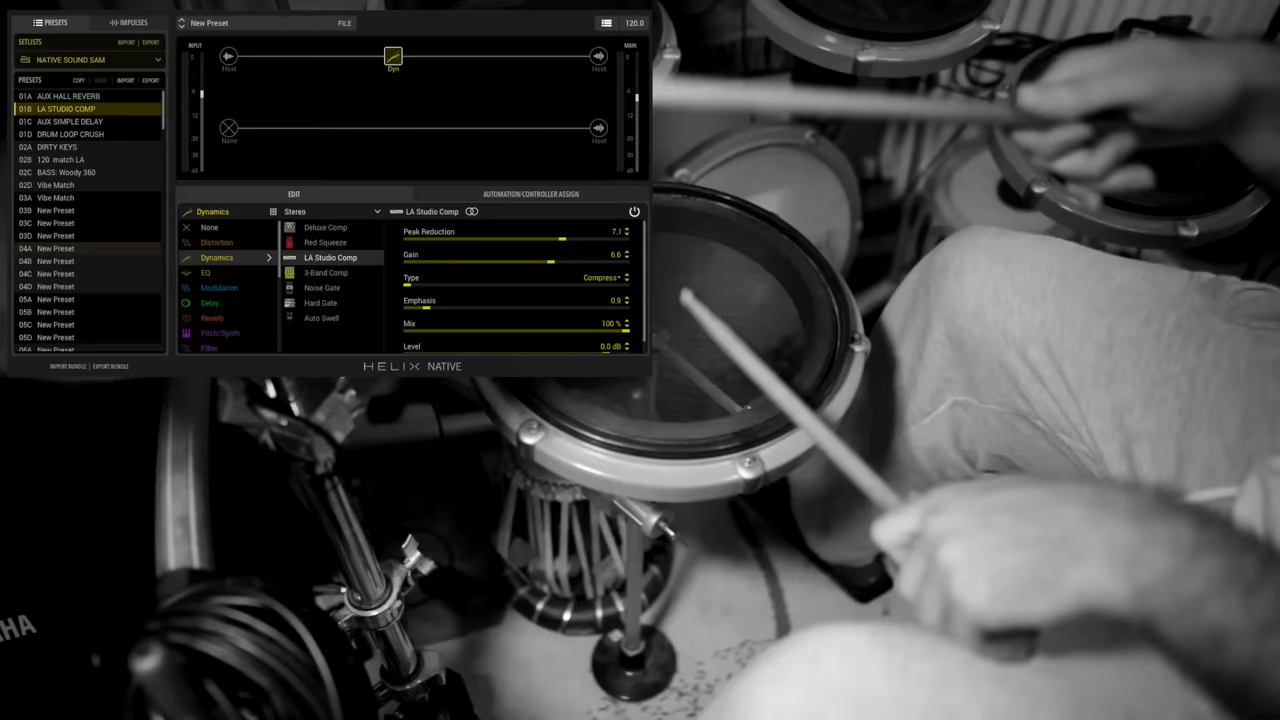 PRESETS
IMPULSES
SETLISTS
IMPORT | EXPORT
NATIVE SOUND SAM
PRESETS
COPY
IMPORT
EXPORT
01A AUX HALL REVERB
01B LA STUDIO COMP
01C AUX SIMPLE DELAY
01D DRUM LOOP CRUSH
02A DIRTY KEYS
02B 120 match LA
02C BASS: Woody 360
02D Vibe Match
03A Vibe Match
03B New Preset
03C New Preset
03D New Preset
04A New Preset
04B New Preset
04C New Preset
04D New Preset
05A New Preset
05B New Preset
05C New Preset
05D New Preset
06A New Preset
IMPORT BUNDLE | EXPORT BUNDLE
New Preset
FILE
120.0
INPUT
MAIN
Host
Dyn
Host
None
Host
EDIT
AUTOMATION/CONTROLLER ASSIGN
Dynamics
Stereo
LA Studio Comp
None
Distortion
Dynamics
EQ
Modulation
Delay
Reverb
Pitch/Synth
Filter
Deluxe Comp
Red Squeeze
LA Studio Comp
3-Band Comp
Noise Gate
Hard Gate
Auto Swell
Peak Reduction 7.1
Gain 6.6
Type Compress
Emphasis 0.9
Mix 100 %
Level 0.0 dB
HELIX NATIVE